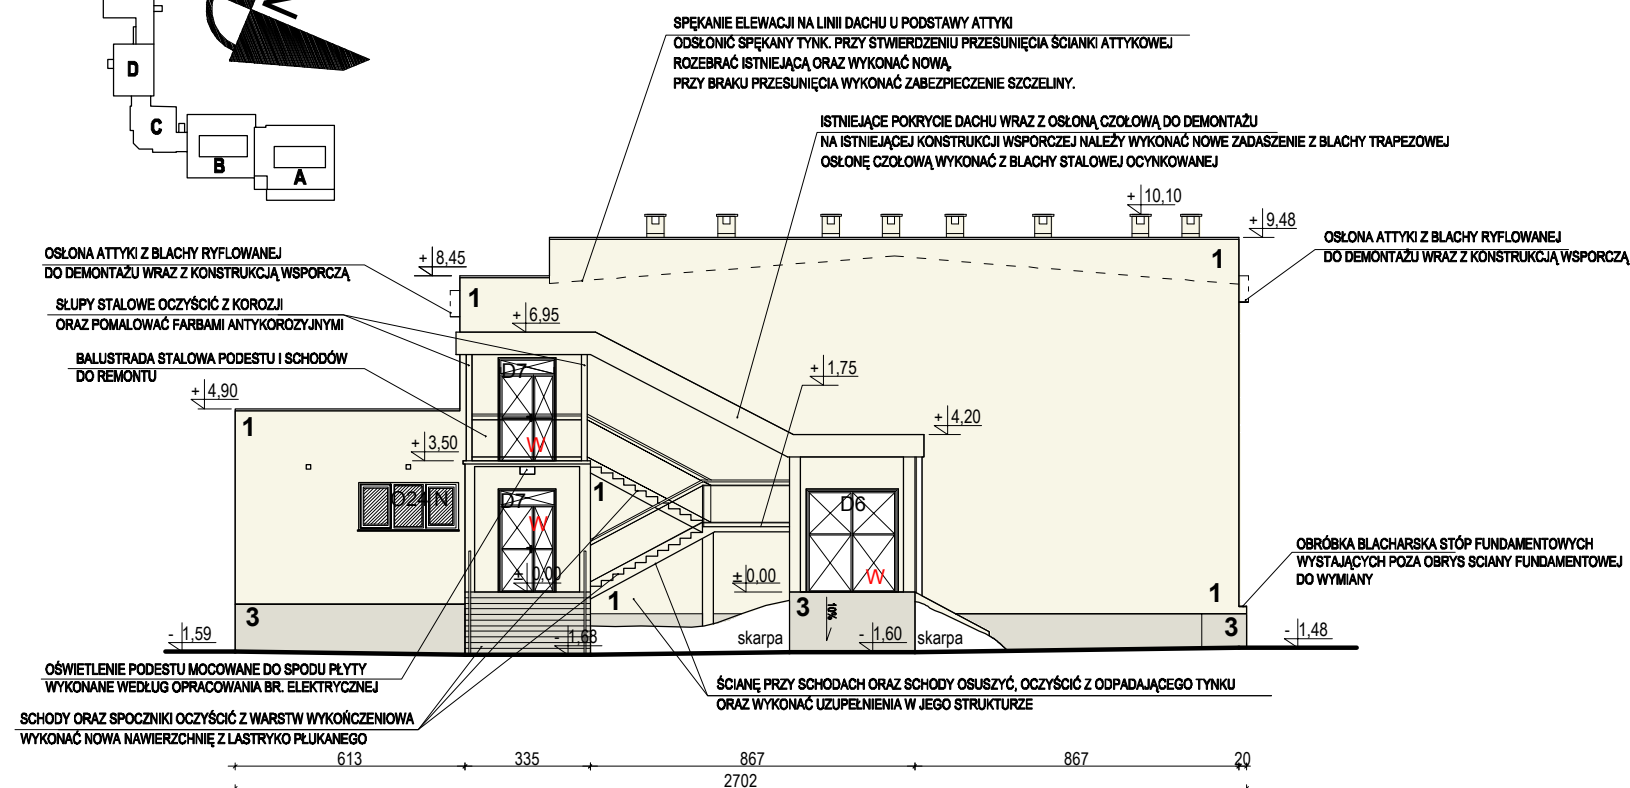 N
D
C
B
A
SPĘKANIE ELEWACJI NA LINII DACHU U PODSTAWY ATTYKI
ODSŁONIĆ SPĘKANY TYNK. PRZY STWIERDZENIU PRZESUNIĘCIA ŚCIANKI ATTYKOWEJ
ROZEBRAĆ ISTNIEJĄCĄ ORAZ WYKONAĆ NOWĄ,
PRZY BRAKU PRZESUNIĘCIA WYKONAĆ ZABEZPIECZENIE SZCZELINY.
ISTNIEJĄCE POKRYCIE DACHU WRAZ Z OSŁONĄ CZOŁOWĄ DO DEMONTAŻU
NA ISTNIEJĄCEJ KONSTRUKCJI WSPORCZEJ NALEŻY WYKONAĆ NOWE ZADASZENIE Z BLACHY TRAPEZOWEJ
OSŁONĘ CZOŁOWĄ WYKONAĆ Z BLACHY STALOWEJ OCYNKOWANEJ
+ 10,10
+ 9,48
OSŁONA ATTYKI Z BLACHY RYFLOWANEJ
DO DEMONTAŻU WRAZ Z KONSTRUKCJĄ WSPORCZĄ
OSŁONA ATTYKI Z BLACHY RYFLOWANEJ
DO DEMONTAŻU WRAZ Z KONSTRUKCJĄ WSPORCZĄ
+ 8,45
1
1
SŁUPY STALOWE OCZYŚCIĆ Z KOROZJI
ORAZ POMALOWAĆ FARBAMI ANTYKOROZYJNYMI
+ 6,95
BALUSTRADA STALOWA PODESTU I SCHODÓW
DO REMONTU
D7
+ 1,75
+ 4,90
+ 4,20
1
+ 3,50
W
O24 N
D7
1
D6
W
± 0,00
± 0,00
W
OBRÓBKA BLACHARSKA STÓP FUNDAMENTOWYCH
WYSTAJĄCYCH POZA OBRYS SCIANY FUNDAMENTOWEJ
DO WYMIANY
1
1
3
3
10%
3
- 1,59
- 1,68
skarpa
- 1,60
skarpa
- 1,48
OŚWIETLENIE PODESTU MOCOWANE DO SPODU PŁYTY
WYKONANE WEDŁUG OPRACOWANIA BR. ELEKTRYCZNEJ
ŚCIANĘ PRZY SCHODACH ORAZ SCHODY OSUSZYĆ, OCZYŚCIĆ Z ODPADAJĄCEGO TYNKU
ORAZ WYKONAĆ UZUPEŁNIENIA W JEGO STRUKTURZE
SCHODY ORAZ SPOCZNIKI OCZYŚCIĆ Z WARSTW WYKOŃCZENIOWA
WYKONAĆ NOWA NAWIERZCHNIĘ Z LASTRYKO PŁUKANEGO
613 335 867 867 20
2702